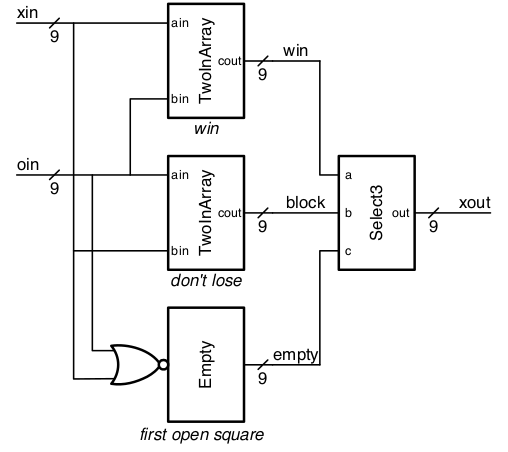 xin
9
ain
TwoInArray
cout
bin
win
9
win
oin
9
ain
TwoInArray
cout
bin
block
9
don't lose
a
b
c
Select3
out
xout
9
Empty
empty
9
first open square